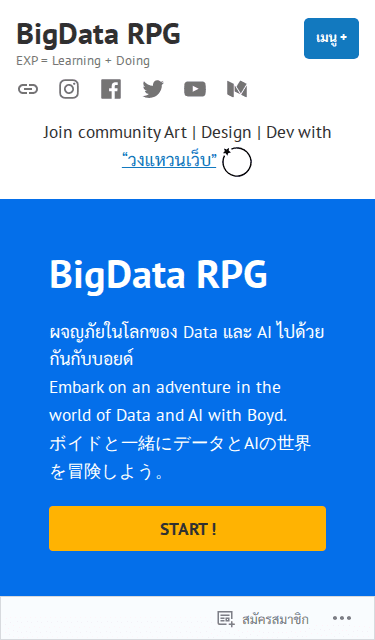 BigData RPG
เมนู +
EXP = Learning + Doing
Join community Art | Design | Dev with
“วงแหวนเว็บ”
BigData RPG
ผจญภัยในโลกของ Data และ AI ไปด้วย
กันกับบอยด์
Embark on an adventure in the
world of Data and AI with Boyd.
ボイドと一緒にデータとAIの世界
を冒険しよう。
START !
สมัครสมาชิก